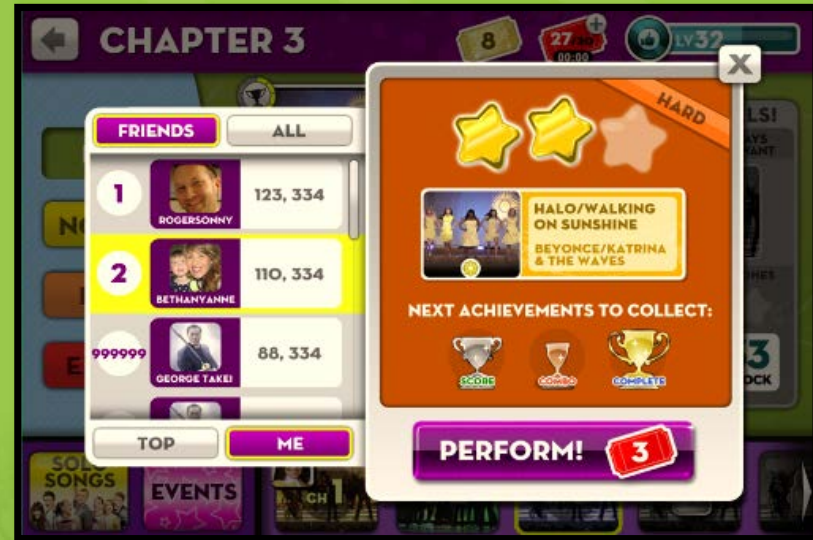 CHAPTER 3
8
27/30
00:00
LV32
X
FRIENDS
ALL
1
ROGERSONNY
123, 334
2
BETHANYANNE
110, 334
999999
GEORGE TAKEI
88, 334
TOP
ME
HARD
HALO/WALKING
ON SUNSHINE
BEYONCE/KATRINA
& THE WAVES
NEXT ACHIEVEMENTS TO COLLECT:
SCORE
COMBO
COMPLETE
PERFORM! 3
SOLO
SONGS
EVENTS
CH 1